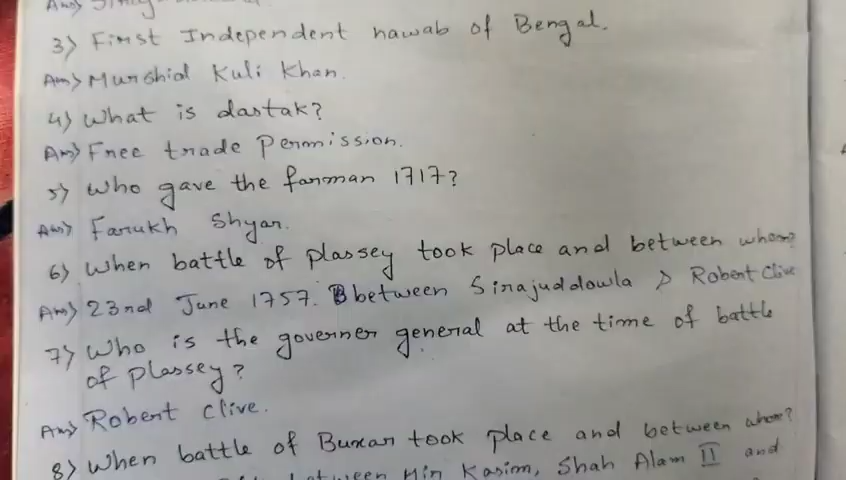 Ans>
3> First Independent nawab of Bengal.
Ans> Murshid Kuli Khan.
4> What is dastak?
Ans> Free trade permission.
5> Who gave the farman 1717?
Ans> Farukh Shyar.
6> When battle of plassey took place and between whom?
Ans> 23rd June 1757. between Sirajuddowla > Robert Clive
7> Who is the governer general at the time of battle
of plassey?
Ans> Robert Clive.
8> When battle of Buxar took place and between whom?
between Mir Kasim, Shah Alam II and